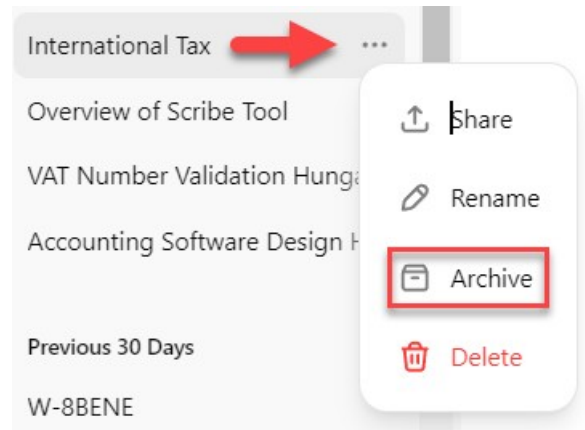 International Tax
Overview of Scribe Tool
VAT Number Validation Hunga
Accounting Software Design H
Previous 30 Days
W-8BENE
Share
Rename
Archive
Delete